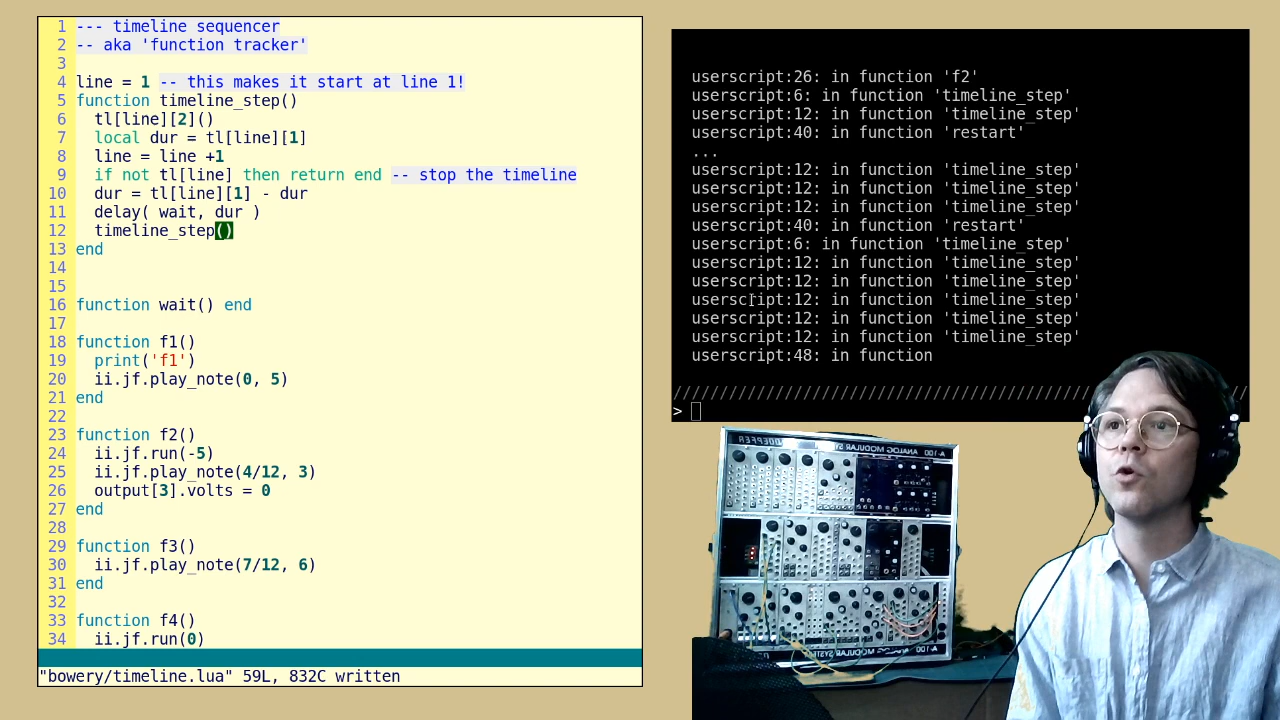 1 --- timeline sequencer
2 -- aka 'function tracker'
3
4 line = 1 -- this makes it start at line 1!
5 function timeline_step()
6   tl[line][2]()
7   local dur = tl[line][1]
8   line = line +1
9   if not tl[line] then return end -- stop the timeline
10   dur = tl[line][1] - dur
11   delay( wait, dur )
12   timeline_step()
13 end
14
15
16 function wait() end
17
18 function f1()
19   print('f1')
20   ii.jf.play_note(0, 5)
21 end
22
23 function f2()
24   ii.jf.run(-5)
25   ii.jf.play_note(4/12, 3)
26   output[3].volts = 0
27 end
28
29 function f3()
30   ii.jf.play_note(7/12, 6)
31 end
32
33 function f4()
34   ii.jf.run(0)
"bowery/timeline.lua" 59L, 832C written
userscript:26: in function 'f2'
userscript:6: in function 'timeline_step'
userscript:12: in function 'timeline_step'
userscript:40: in function 'restart'
...
userscript:12: in function 'timeline_step'
userscript:12: in function 'timeline_step'
userscript:12: in function 'timeline_step'
userscript:40: in function 'restart'
userscript:6: in function 'timeline_step'
userscript:12: in function 'timeline_step'
userscript:12: in function 'timeline_step'
userscript:12: in function 'timeline_step'
userscript:12: in function 'timeline_step'
userscript:12: in function 'timeline_step'
userscript:48: in function
>
DOEPFER
A-100 ANALOG MODULAR SYSTEM